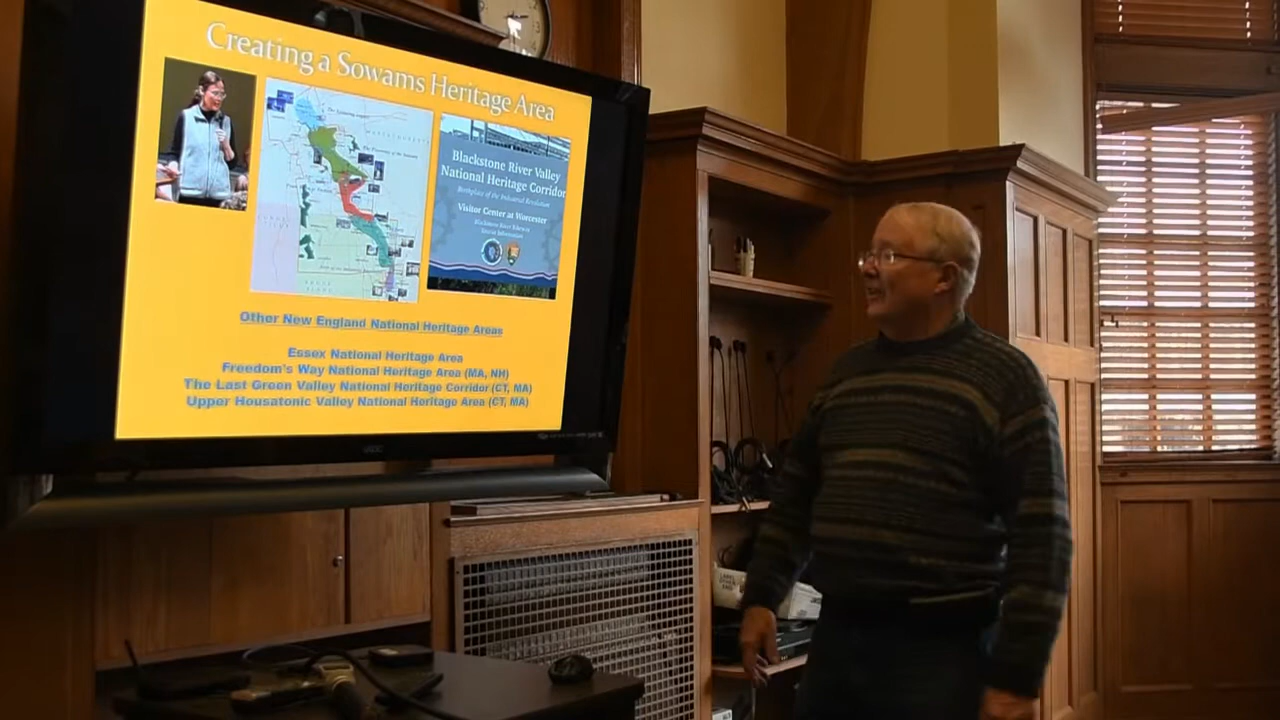 Creating a Sowams Heritage Area
Blackstone River Valley
National Heritage Corridor
Birthplace of the Industrial Revolution
Visitor Center at Worcester
Other New England National Heritage Areas
Essex National Heritage Area
Freedom's Way National Heritage Area (MA, NH)
The Last Green Valley National Heritage Corridor (CT, MA)
Upper Housatonic Valley National Heritage Area (CT, MA)